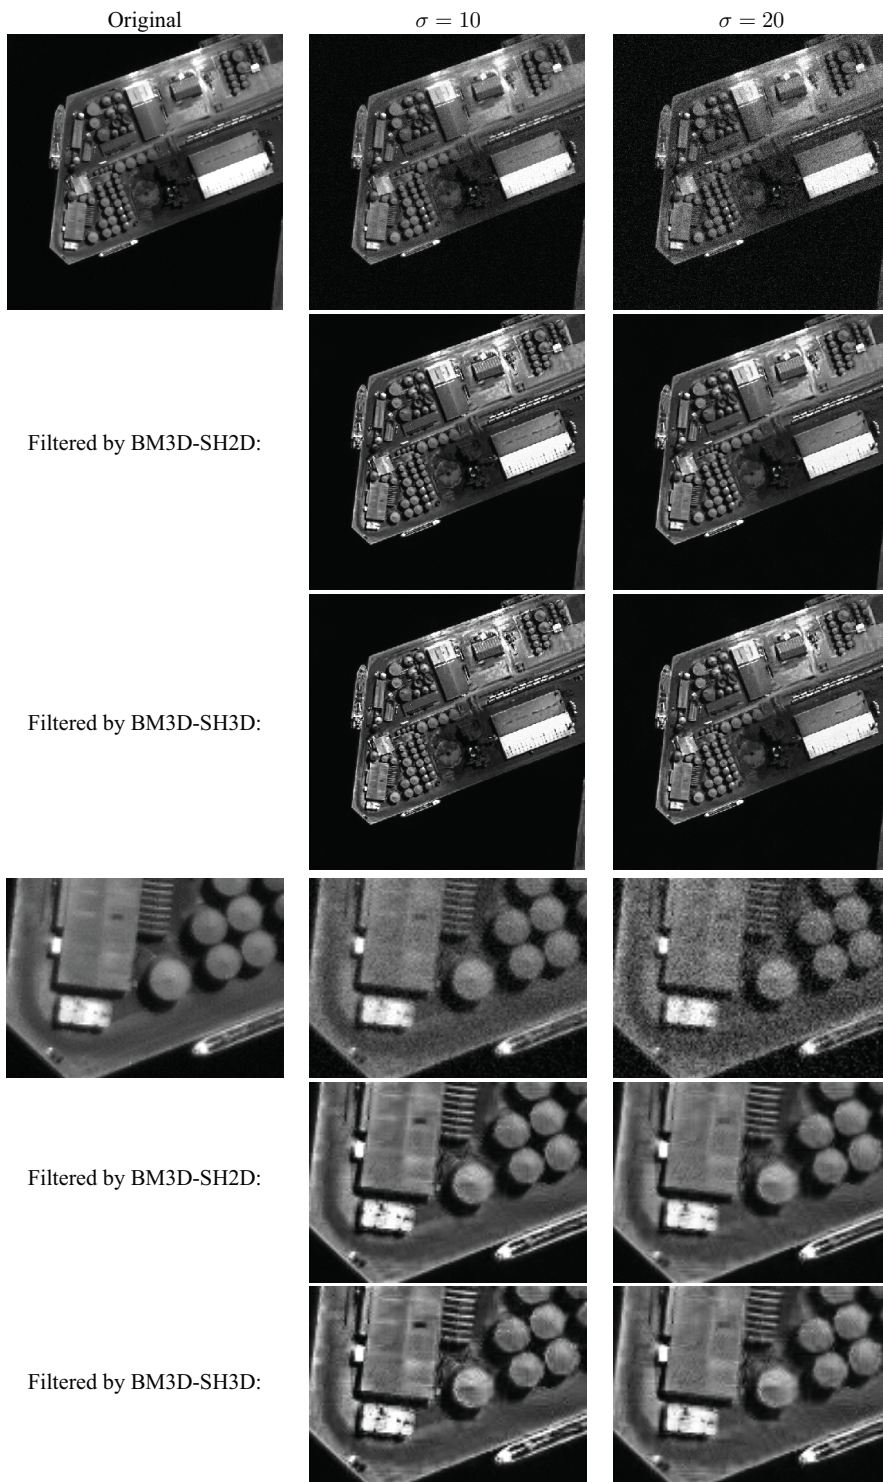 Original
σ = 10
σ = 20
Filtered by BM3D-SH2D:
Filtered by BM3D-SH3D:
Filtered by BM3D-SH2D:
Filtered by BM3D-SH3D: